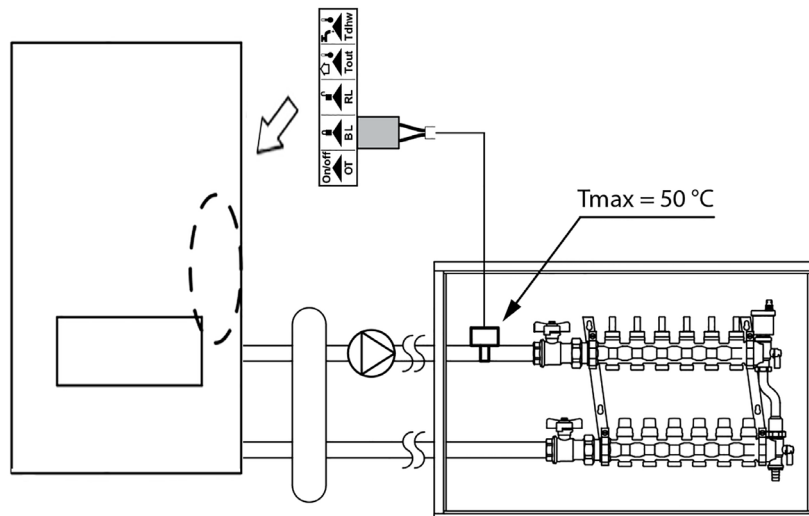 Tdhw
Tout
RL
BL
On/off
OT
Tmax = 50 °C